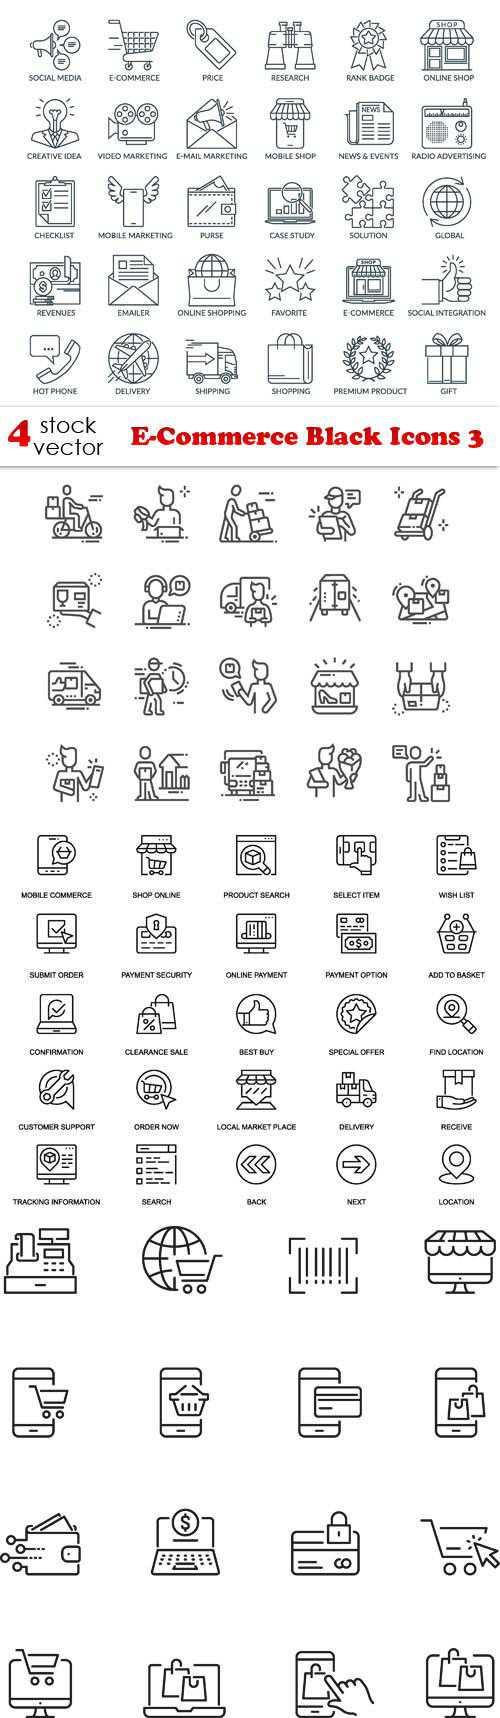 SHOP
SOCIAL MEDIA E-COMMERCE PRICE RESEARCH RANK BADGE ONLINE SHOP
NEWS
CREATIVE IDEA VIDEO MARKETING E-MAIL MARKETING MOBILE SHOP NEWS & EVENTS RADIO ADVERTISING
CHECKLIST MOBILE MARKETING PURSE CASE STUDY SOLUTION GLOBAL
SHOP
REVENUES EMAILER ONLINE SHOPPING FAVORITE E-COMMERCE SOCIAL INTEGRATION
HOT PHONE DELIVERY SHIPPING SHOPPING PREMIUM PRODUCT GIFT
4 stock vector E-Commerce Black Icons 3
MOBILE COMMERCE SHOP ONLINE PRODUCT SEARCH SELECT ITEM WISH LIST
SUBMIT ORDER PAYMENT SECURITY ONLINE PAYMENT PAYMENT OPTION ADD TO BASKET
CONFIRMATION CLEARANCE SALE BEST BUY SPECIAL OFFER FIND LOCATION
CUSTOMER SUPPORT ORDER NOW LOCAL MARKET PLACE DELIVERY RECEIVE
TRACKING INFORMATION SEARCH BACK NEXT LOCATION